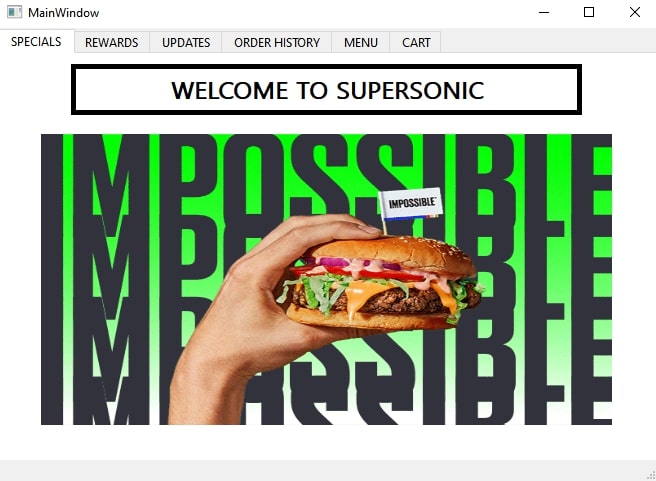 MainWindow
SPECIALS REWARDS UPDATES ORDER HISTORY MENU CART
WELCOME TO SUPERSONIC
IMPOSSIBLE
IMPOSSIBLE
IMPOSSIBLE
IMPOSSIBLE
IMPOSSIBLE™